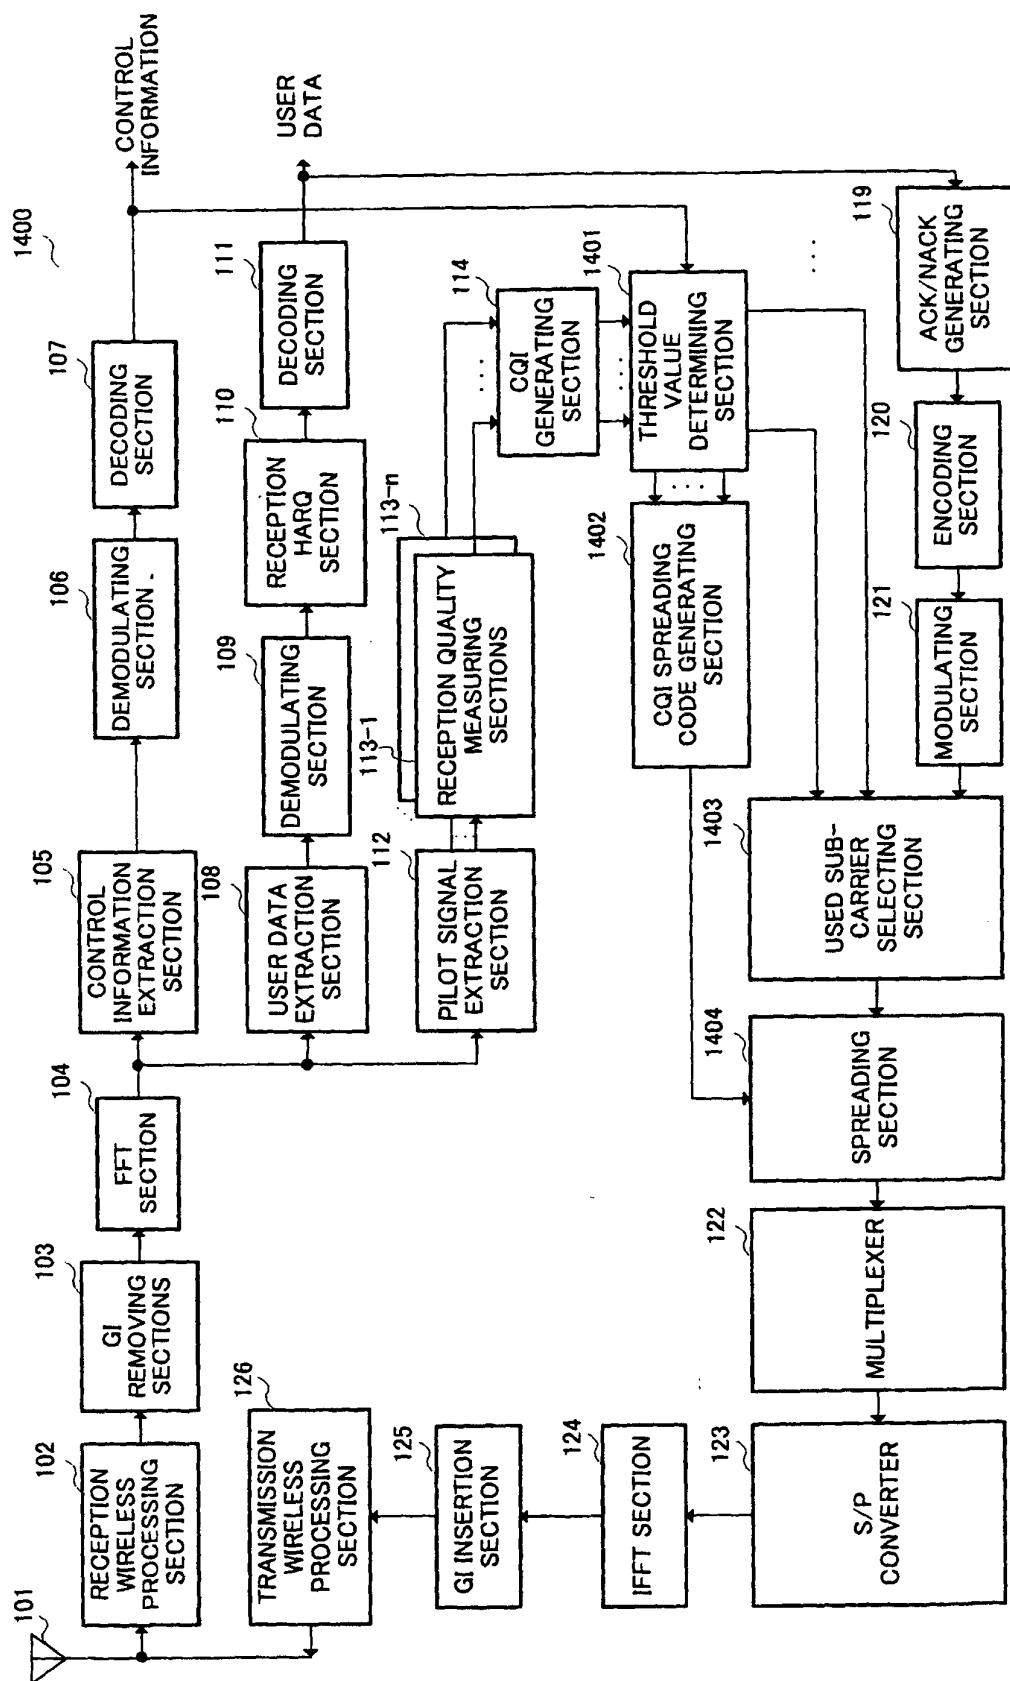 1400
101
102
RECEPTION
WIRELESS
PROCESSING
SECTION
103
GI
REMOVING
SECTIONS
104
FFT
SECTION
105
CONTROL
INFORMATION
EXTRACTION
SECTION
106
DEMODULATING
SECTION .
107
DECODING
SECTION
CONTROL
INFORMATION
108
USER DATA
EXTRACTION
SECTION
109
DEMODULATING
SECTION
110
RECEPTION
HARQ
SECTION
111
DECODING
SECTION
USER
DATA
112
PILOT SIGNAL
EXTRACTION
SECTION
113-1
113-n
RECEPTION QUALITY
MEASURING
SECTIONS
114
CQI
GENERATING
SECTION
1401
THRESHOLD
VALUE
DETERMINING
SECTION
1402
CQI SPREADING
CODE GENERATING
SECTION
119
ACK/NACK
GENERATING
SECTION
120
ENCODING
SECTION
121
MODULATING
SECTION
1403
USED SUB-
CARRIER
SELECTING
SECTION
1404
SPREADING
SECTION
122
MULTIPLEXER
123
S/P
CONVERTER
124
IFFT SECTION
125
GI INSERTION
SECTION
126
TRANSMISSION
WIRELESS
PROCESSING
SECTION